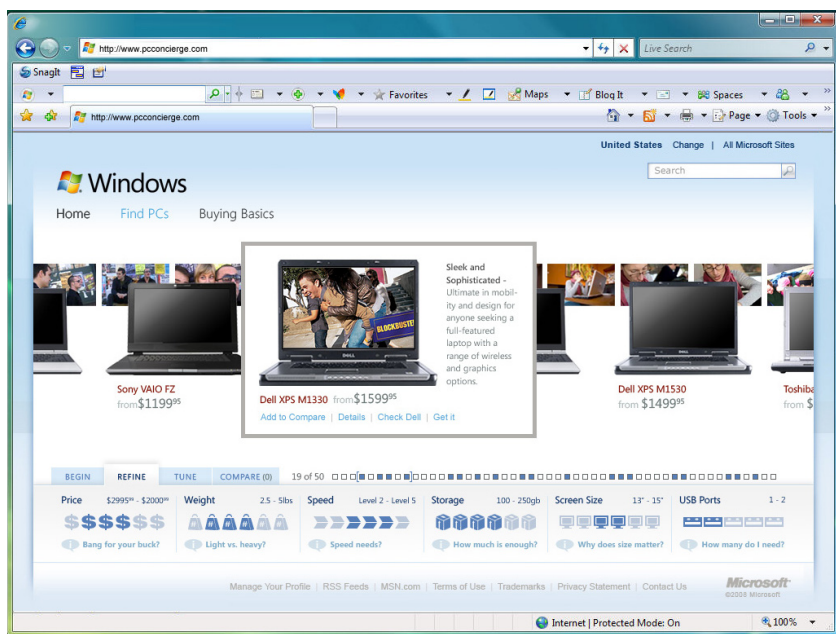 http://www.pcconcierge.com
Live Search
SnagIt
Favorites
Maps
Blog It
Spaces
http://www.pcconcierge.com
Page
Tools
United States Change | All Microsoft Sites
Search
Windows
Home Find PCs Buying Basics
Sleek and
Sophisticated -
Ultimate in mobil-
ity and design for
anyone seeking a
full-featured
laptop with a
range of wireless
and graphics
options.
BLOCKBUSTER
DELL
Sony VAIO FZ
from$1199⁹⁵
Dell XPS M1330 from$1599⁹⁵
Add to Compare | Details | Check Dell | Get it
Dell XPS M1530
from $1499⁹⁵
Toshiba
from $
BEGIN REFINE TUNE COMPARE (0) 19 of 50
Price $2995⁹⁵ - $2000⁰⁰ Weight 2.5 - 5lbs Speed Level 2 - Level 5 Storage 100 - 250gb Screen Size 13" - 15" USB Ports 1 - 2
Bang for your buck? Light vs. heavy? Speed needs? How much is enough? Why does size matter? How many do I need?
Manage Your Profile | RSS Feeds | MSN.com | Terms of Use | Trademarks | Privacy Statement | Contact Us
Microsoft
©2008 Microsoft
Internet | Protected Mode: On
100%